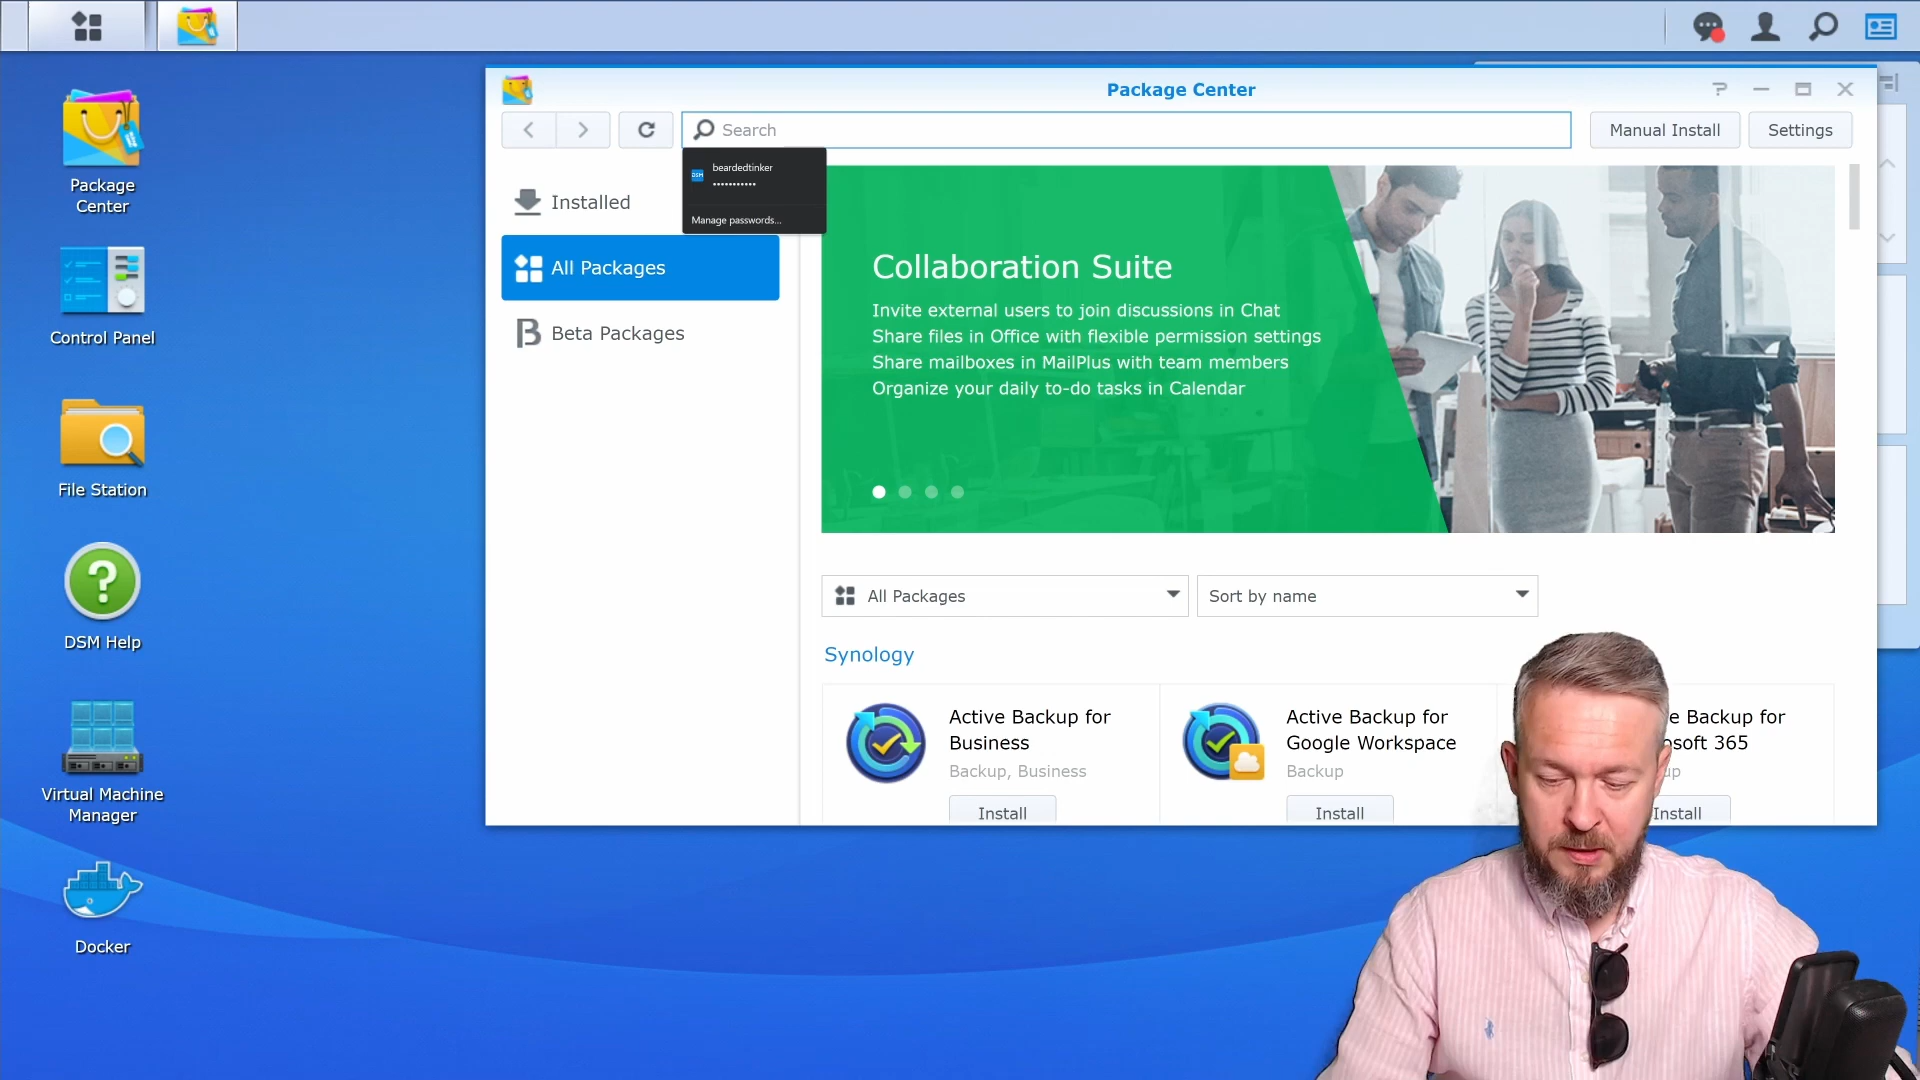 Package Center
Search
Manual Install
Settings
DSM
beardedtinker
•••••••••••
Manage passwords...
Installed
All Packages
Beta Packages
Collaboration Suite
Invite external users to join discussions in Chat
Share files in Office with flexible permission settings
Share mailboxes in MailPlus with team members
Organize your daily to-do tasks in Calendar
All Packages
Sort by name
Synology
Active Backup for
Business
Backup, Business
Install
Active Backup for
Google Workspace
Backup
Install
Backup for
365
Install
Package
Center
Control Panel
File Station
DSM Help
Virtual Machine
Manager
Docker